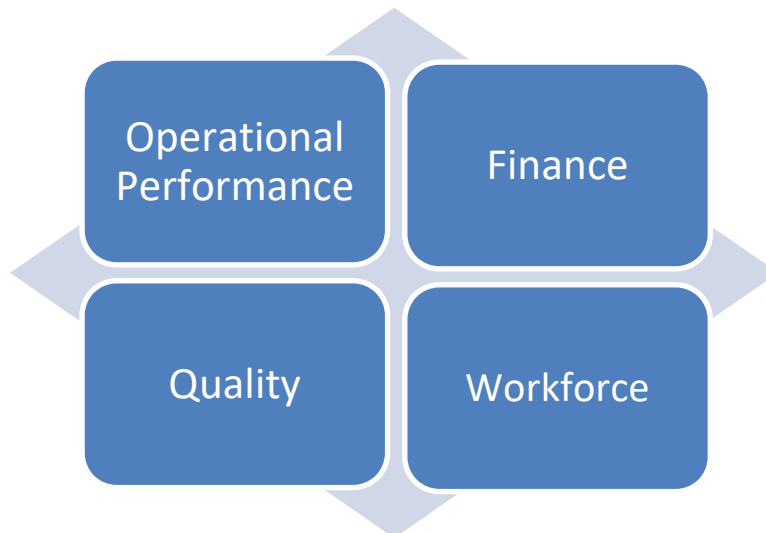 Operational
Performance
Finance
Quality
Workforce